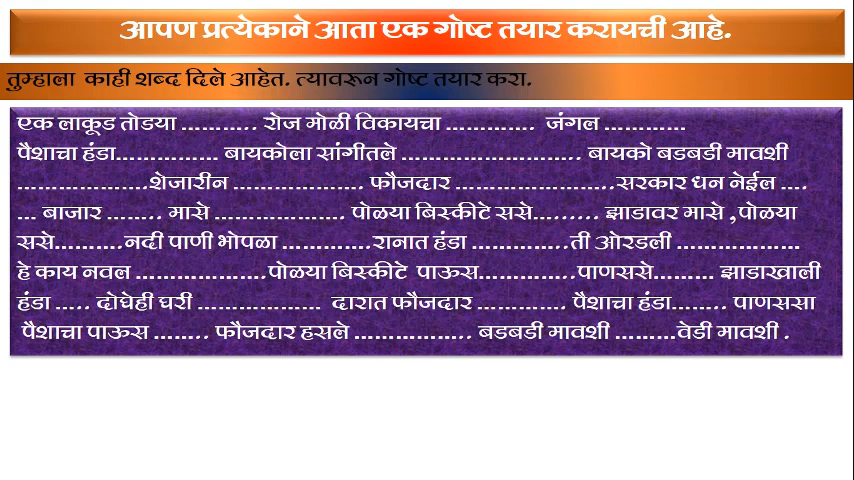 आपण प्रत्येकाने आता एक गोष्ट तयार करायची आहे.
तुम्हाला काही शब्द दिले आहेत. त्यावरून गोष्ट तयार करा.
एक लाकूड तोडया ........... रोज मोळी विकायचा ............. जंगल ............
पैशाचा हंडा................ बायकोला सांगीतले ............................ बायको बडबडी मावशी
....................शेजारीन .................... फौजदार .........................सरकार धन नेईल ....
... बाजार ........ मासे .................... पोळया बिस्कीटे ससे.......... झाडावर मासे ,पोळया
ससे...........नदी पाणी भोपळा ..............रानात हंडा ...............ती ओरडली ...................
हे काय नवल ....................पोळया बिस्कीटे पाऊस...............पाणससे......... झाडाखाली
हंडा ..... दोघेही घरी ................... दारात फौजदार ............. पैशाचा हंडा........ पाणससा
पैशाचा पाऊस ........ फौजदार हसले .................. बडबडी मावशी .........वेडी मावशी .